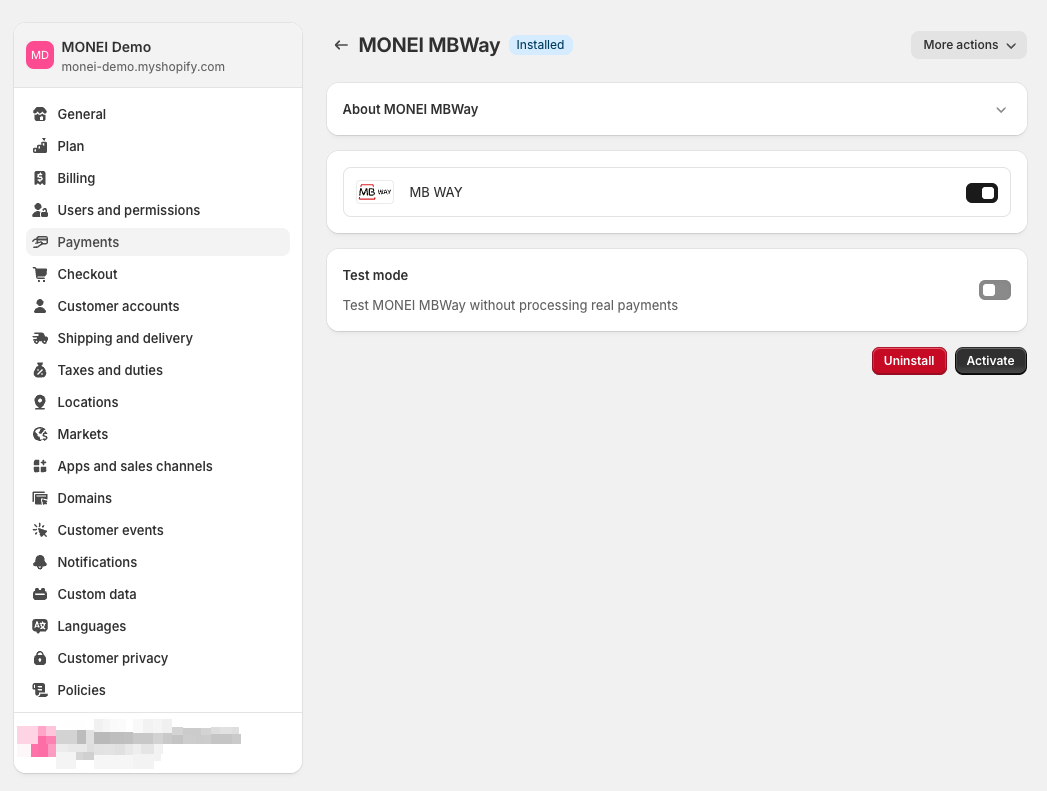 MD
MONEI Demo
monei-demo.myshopify.com
General
Plan
Billing
Users and permissions
Payments
Checkout
Customer accounts
Shipping and delivery
Taxes and duties
Locations
Markets
Apps and sales channels
Domains
Customer events
Notifications
Custom data
Languages
Customer privacy
Policies
MONEI MBWay Installed
More actions
About MONEI MBWay
MB WAY MB WAY
Test mode
Test MONEI MBWay without processing real payments
Uninstall Activate